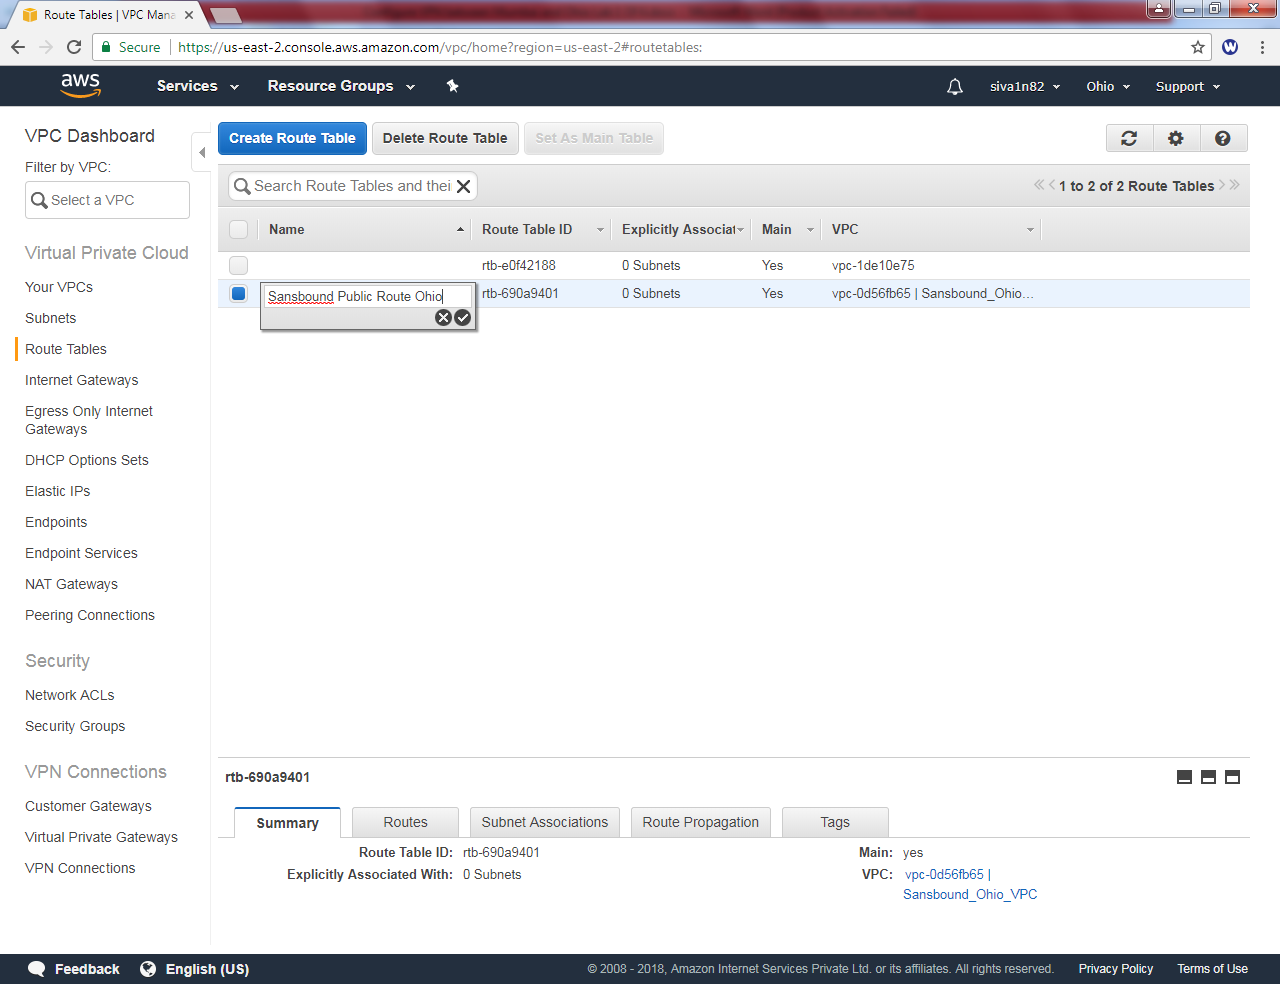 Route Tables | VPC Mana
Secure https://us-east-2.console.aws.amazon.com/vpc/home?region=us-east-2#routetables:
aws Services Resource Groups siva1n82 Ohio Support
VPC Dashboard
Filter by VPC:
Select a VPC
Virtual Private Cloud
Your VPCs
Subnets
Route Tables
Internet Gateways
Egress Only Internet
Gateways
DHCP Options Sets
Elastic IPs
Endpoints
Endpoint Services
NAT Gateways
Peering Connections
Security
Network ACLs
Security Groups
VPN Connections
Customer Gateways
Virtual Private Gateways
VPN Connections
Create Route Table Delete Route Table Set As Main Table
Search Route Tables and thei 1 to 2 of 2 Route Tables
Name Route Table ID Explicitly Associat Main VPC
rtb-e0f42188 0 Subnets Yes vpc-1de10e75
Sansbound Public Route Ohio rtb-690a9401 0 Subnets Yes vpc-0d56fb65 | Sansbound_Ohio…
rtb-690a9401
Summary Routes Subnet Associations Route Propagation Tags
Route Table ID: rtb-690a9401 Main: yes
Explicitly Associated With: 0 Subnets VPC: vpc-0d56fb65 |
Sansbound_Ohio_VPC
Feedback English (US) © 2008 - 2018, Amazon Internet Services Private Ltd. or its affiliates. All rights reserved. Privacy Policy Terms of Use